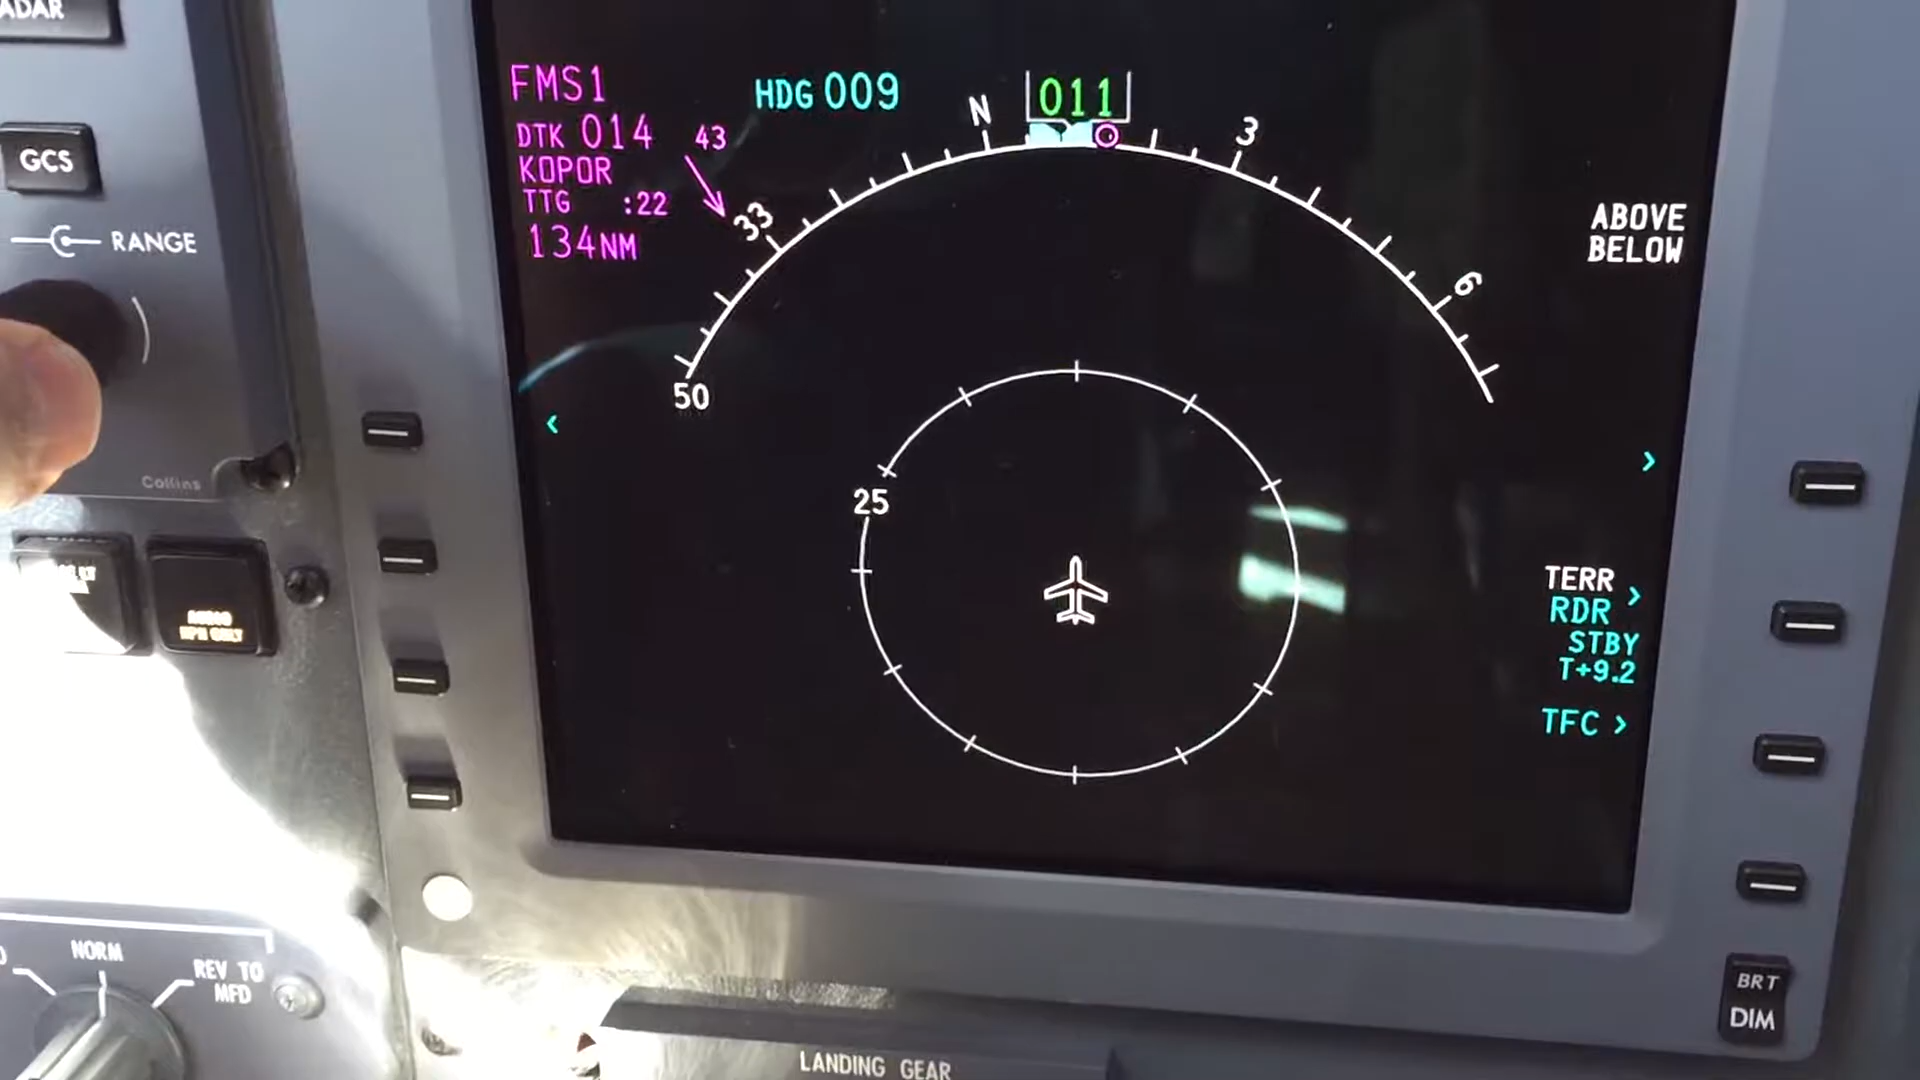 ADAR
GCS
RANGE
Collins
FMS1
HDG 009
011
DTK 014 43
KOPOR
TTG :22
134NM
N
3
33
6
50
25
ABOVE
BELOW
<
>
TERR >
RDR
STBY
T+9.2
TFC >
NORM
REV TO
MFD
BRT
DIM
LANDING GEAR